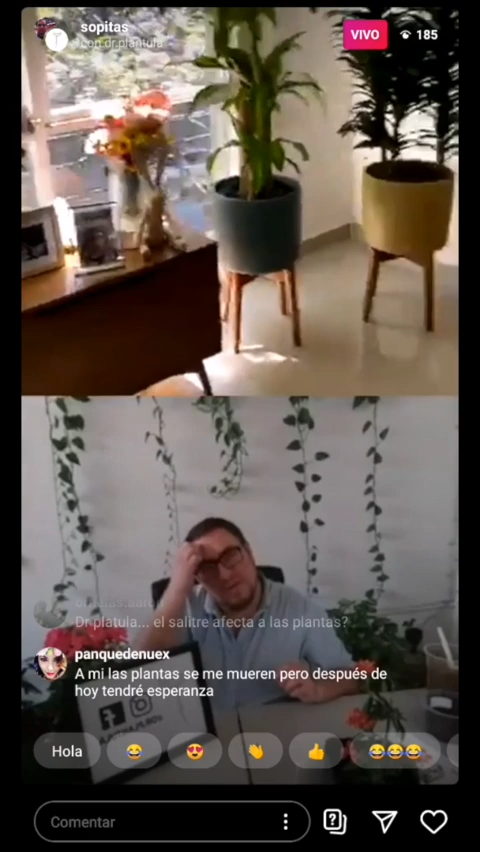 sopitas
con dr.plantula
VIVO
185
Dr.platula... el salitre afecta a las plantas?
panquedenuex
A mi las plantas se me mueren pero después de
hoy tendré esperanza
Hola
Comentar